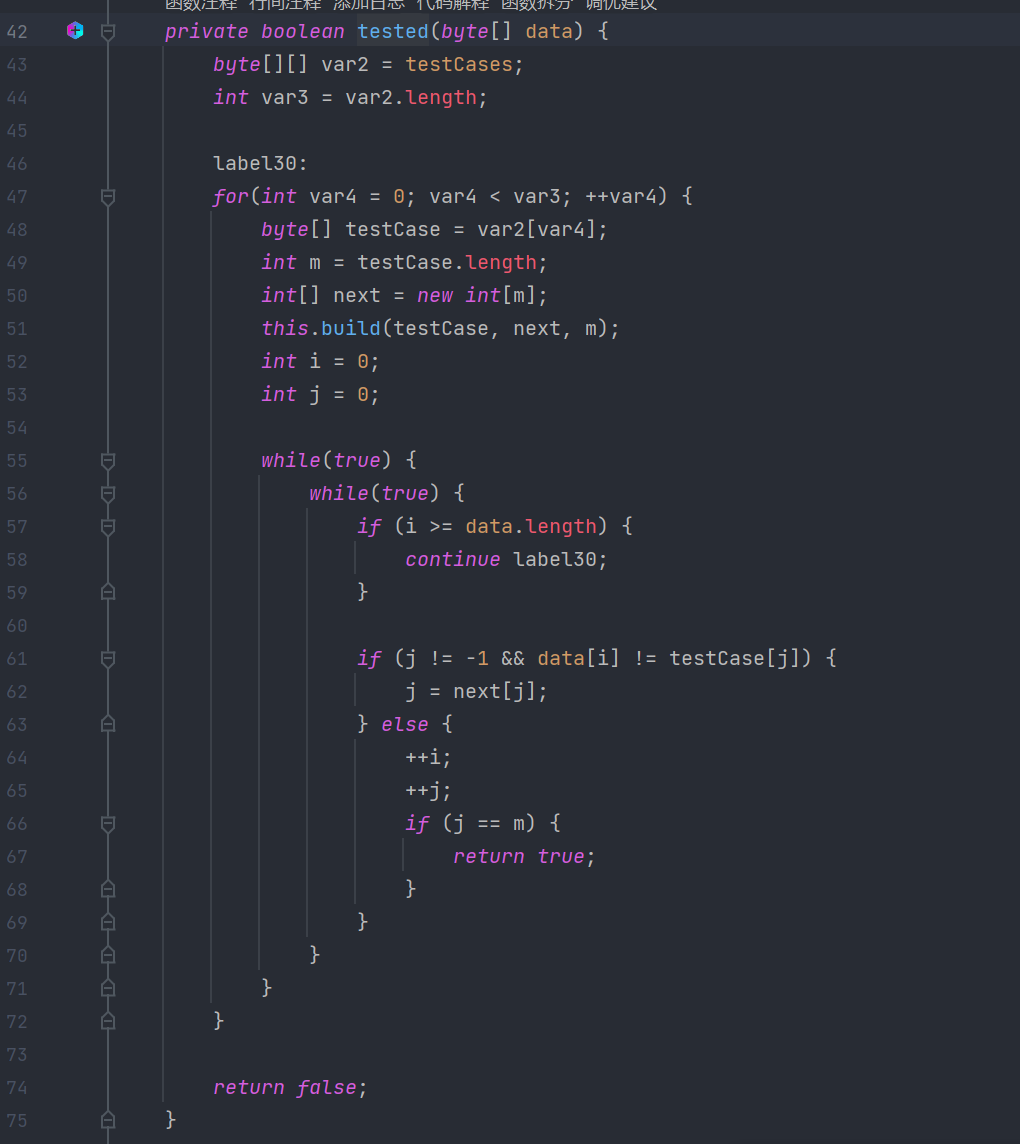 函数注释 行间注释 添加日志 代码解释 函数拆分 调优建议
42 private boolean tested(byte[] data) {
43 byte[][] var2 = testCases;
44 int var3 = var2.length;
45
46 label30:
47 for(int var4 = 0; var4 < var3; ++var4) {
48 byte[] testCase = var2[var4];
49 int m = testCase.length;
50 int[] next = new int[m];
51 this.build(testCase, next, m);
52 int i = 0;
53 int j = 0;
54
55 while(true) {
56 while(true) {
57 if (i >= data.length) {
58 continue label30;
59 }
60
61 if (j != -1 && data[i] != testCase[j]) {
62 j = next[j];
63 } else {
64 ++i;
65 ++j;
66 if (j == m) {
67 return true;
68 }
69 }
70 }
71 }
72 }
73
74 return false;
75 }